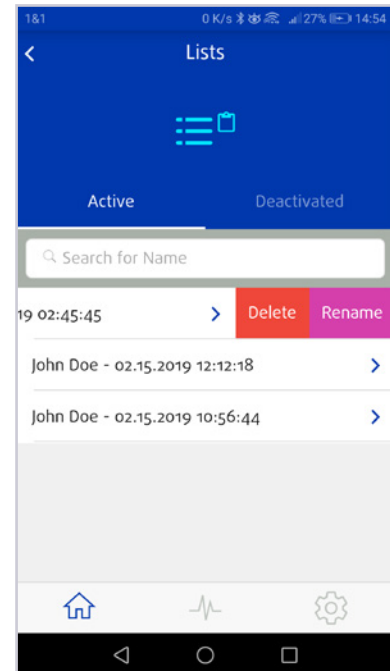 1&1 0 K/s 27% 14:54
Lists
Active Deactivated
Search for Name
19 02:45:45 Delete Rename
John Doe - 02.15.2019 12:12:18
John Doe - 02.15.2019 10:56:44